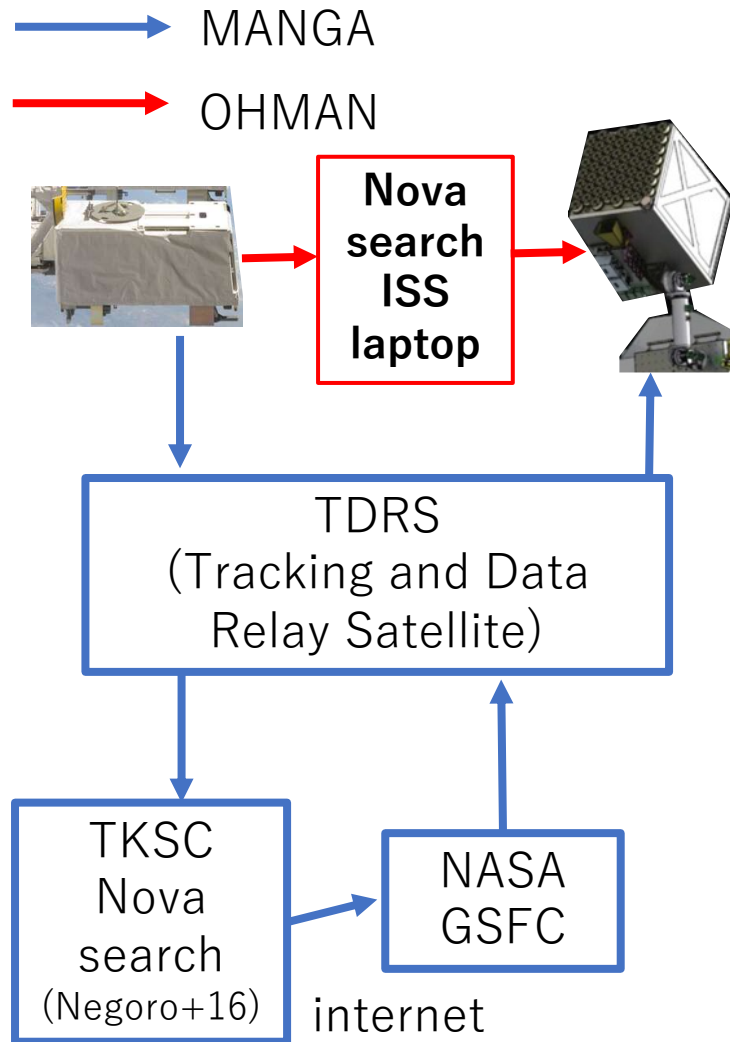 MANGA
OHMAN
Nova
search
ISS
laptop
TDRS
(Tracking and Data
Relay Satellite)
TKSC
Nova
search
(Negoro+16)
NASA
GSFC
internet